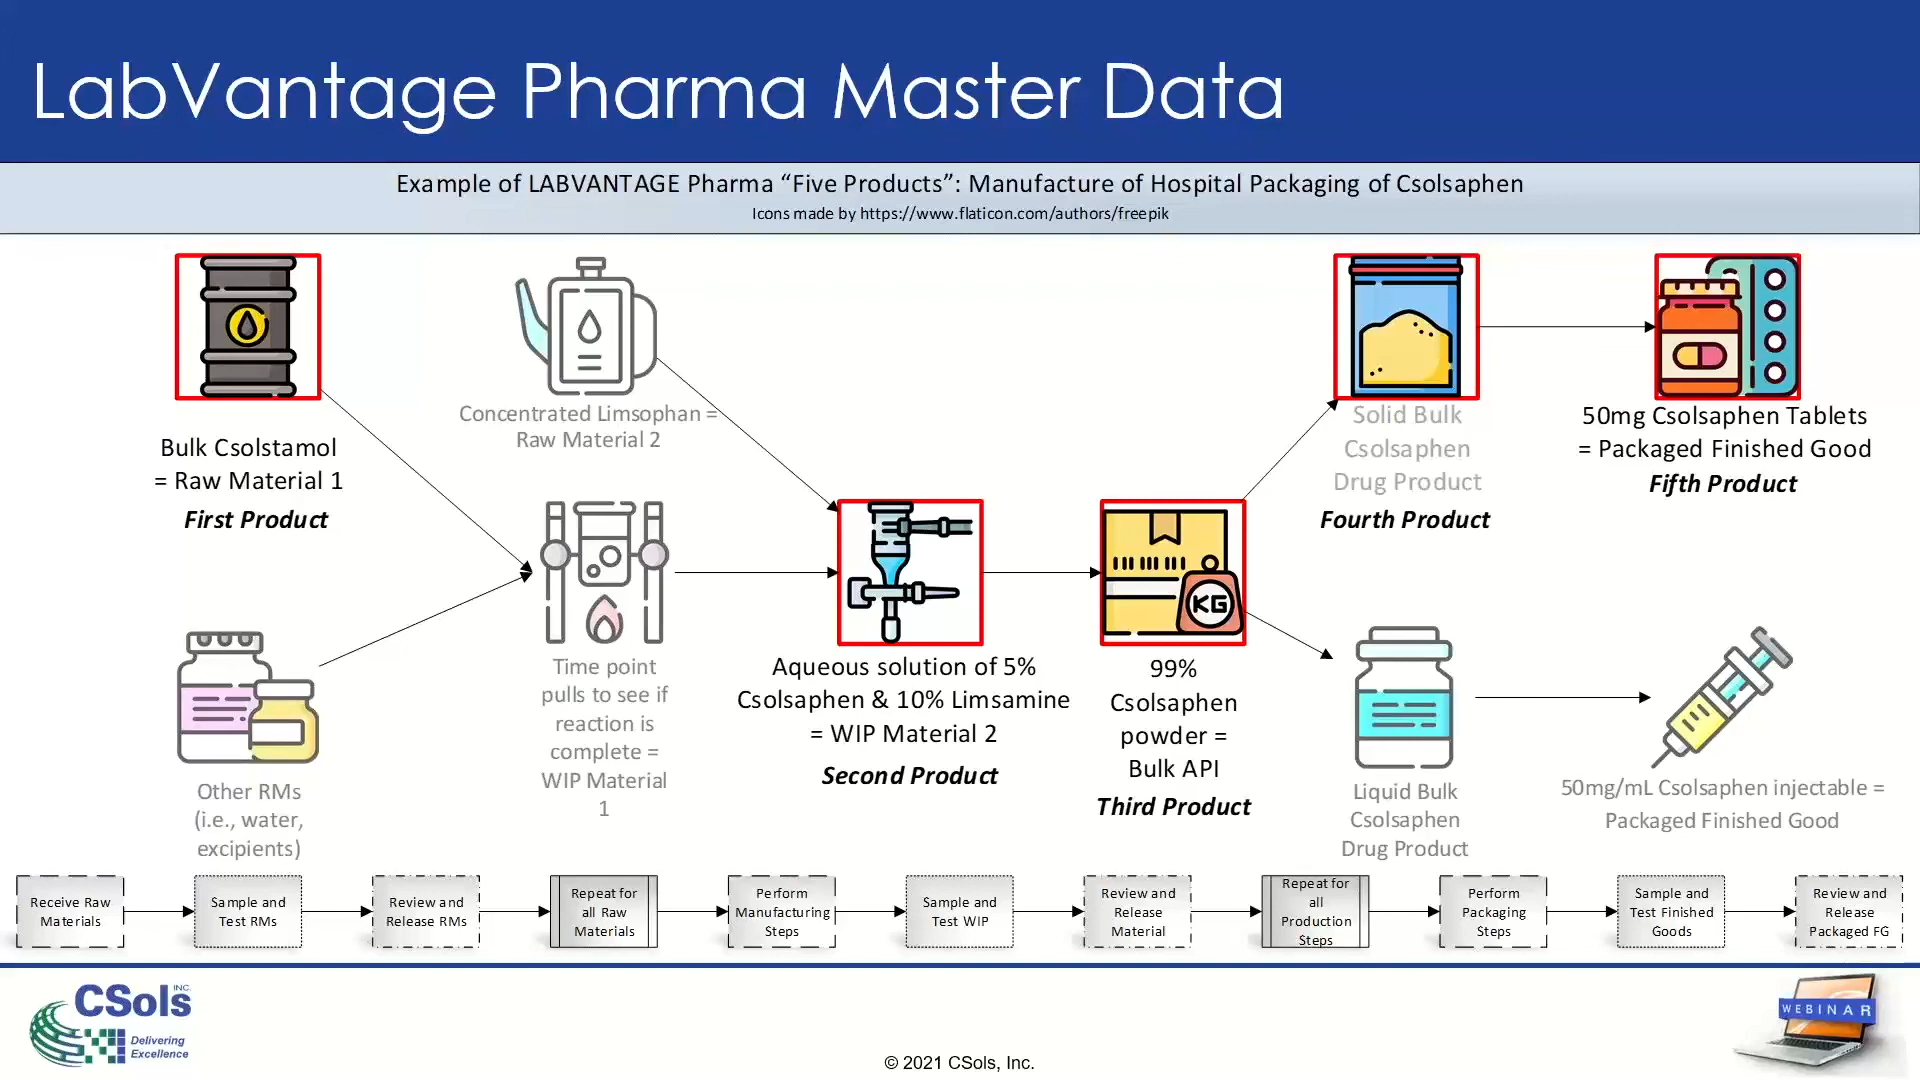 LabVantage Pharma Master Data
Example of LABVANTAGE Pharma “Five Products”: Manufacture of Hospital Packaging of Csolsaphen
Icons made by https://www.flaticon.com/authors/freepik
Bulk Csolstamol
= Raw Material 1
First Product
Concentrated Limsophan =
Raw Material 2
Solid Bulk
Csolsaphen
Drug Product
Fourth Product
50mg Csolsaphen Tablets
= Packaged Finished Good
Fifth Product
Other RMs
(i.e., water,
excipients)
Time point
pulls to see if
reaction is
complete =
WIP Material
1
Aqueous solution of 5%
Csolsaphen & 10% Limsamine
= WIP Material 2
Second Product
KG
99%
Csolsaphen
powder =
Bulk API
Third Product
Liquid Bulk
Csolsaphen
Drug Product
50mg/mL Csolsaphen injectable =
Packaged Finished Good
Receive Raw
Materials
Sample and
Test RMs
Review and
Release RMs
Repeat for
all Raw
Materials
Perform
Manufacturing
Steps
Sample and
Test WIP
Review and
Release
Material
Repeat for
all
Production
Steps
Perform
Packaging
Steps
Sample and
Test Finished
Goods
Review and
Release
Packaged FG
CSols INC.
Delivering
Excellence
© 2021 CSols, Inc.
WEBINAR